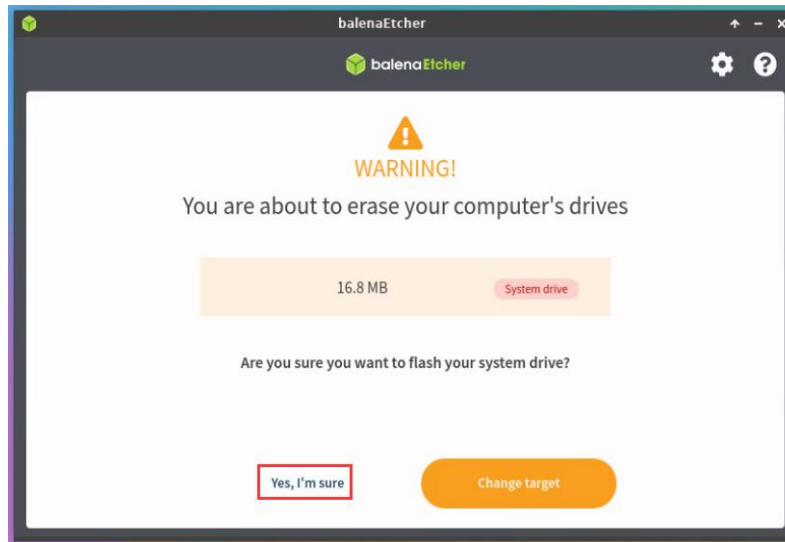 balenaEtcher
balenaEtcher
WARNING!
You are about to erase your computer's drives
16.8 MB System drive
Are you sure you want to flash your system drive?
Yes, I'm sure Change target